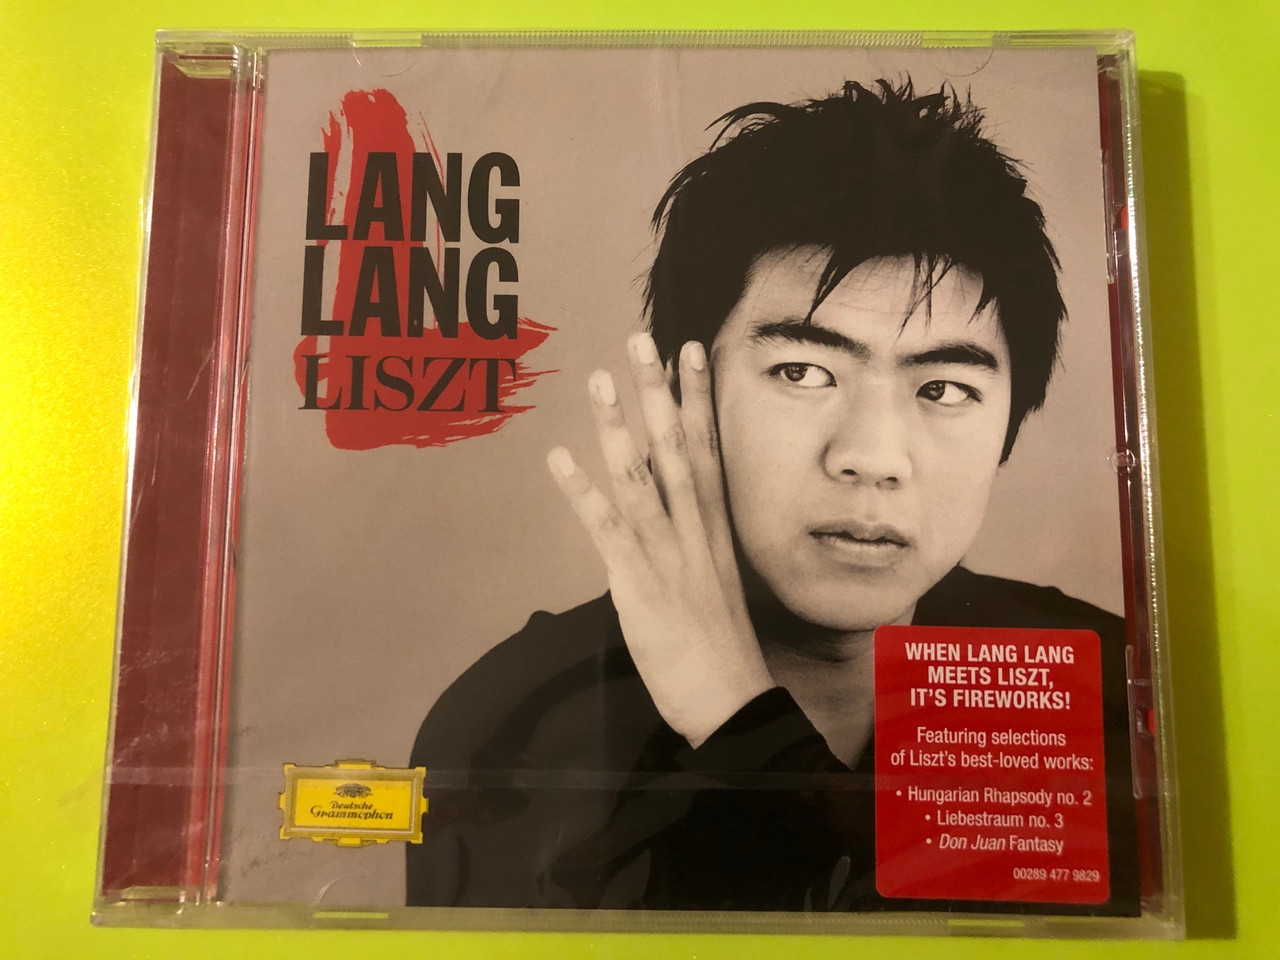 LANG
LANG
LISZT
Deutsche
Grammophon
WHEN LANG LANG
MEETS LISZT,
IT'S FIREWORKS!
Featuring selections
of Liszt's best-loved works:
• Hungarian Rhapsody no. 2
• Liebestraum no. 3
• Don Juan Fantasy
00289 477 9829